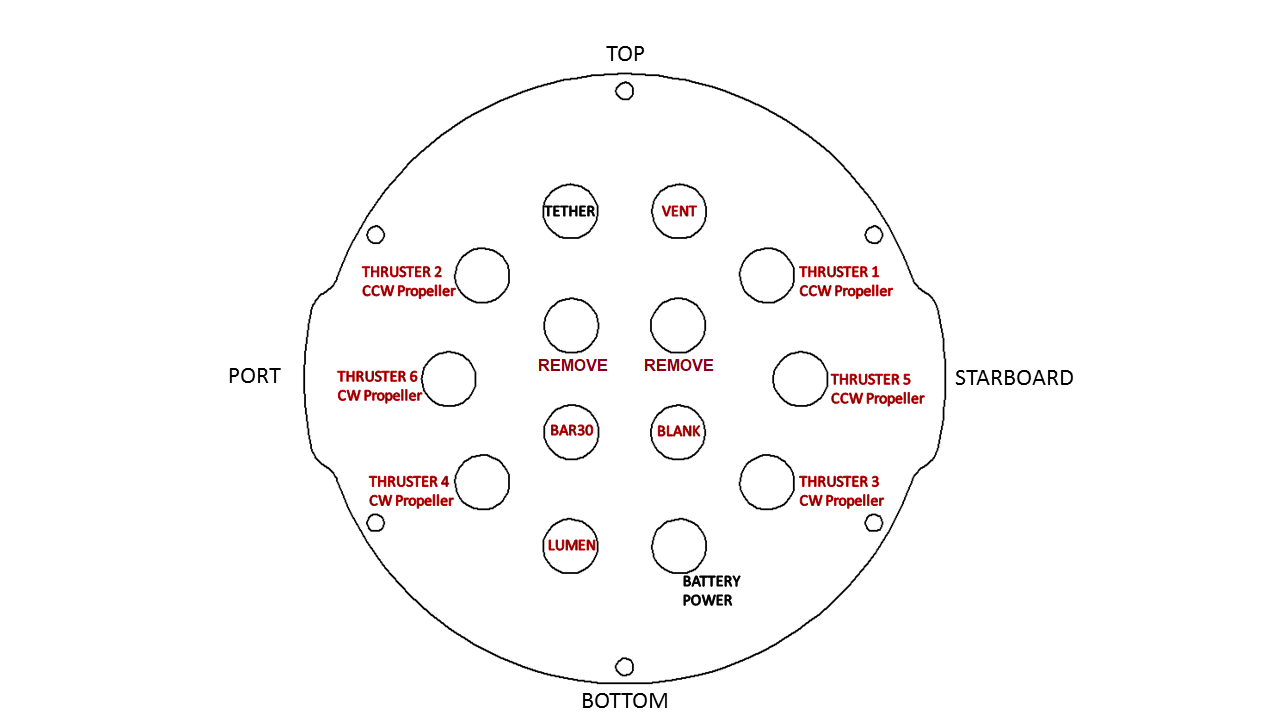 TOP
TETHER
VENT
THRUSTER 2
CCW Propeller
THRUSTER 1
CCW Propeller
REMOVE
REMOVE
PORT
THRUSTER 6
CW Propeller
THRUSTER 5
CCW Propeller
STARBOARD
BAR30
BLANK
THRUSTER 4
CW Propeller
THRUSTER 3
CW Propeller
LUMEN
BATTERY
POWER
BOTTOM